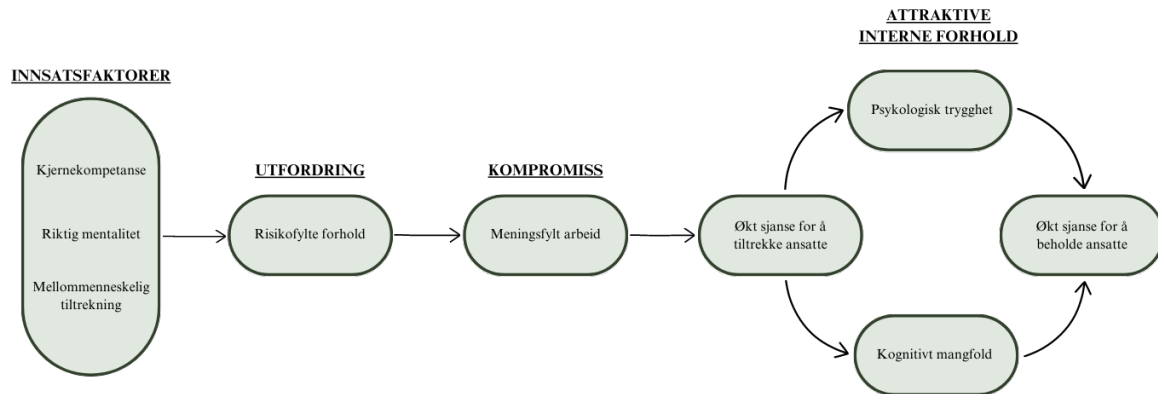 INNSATSFAKTORER
Kjernekompetanse
Riktig mentalitet
Mellommenneskelig
tiltrekning
UTFORDRING
Risikofylte forhold
KOMPROMISS
Meningsfylt arbeid
Økt sjanse for å
tiltrekke ansatte
ATTRAKTIVE
INTERNE FORHOLD
Psykologisk trygghet
Kognitivt mangfold
Økt sjanse for å
beholde ansatte